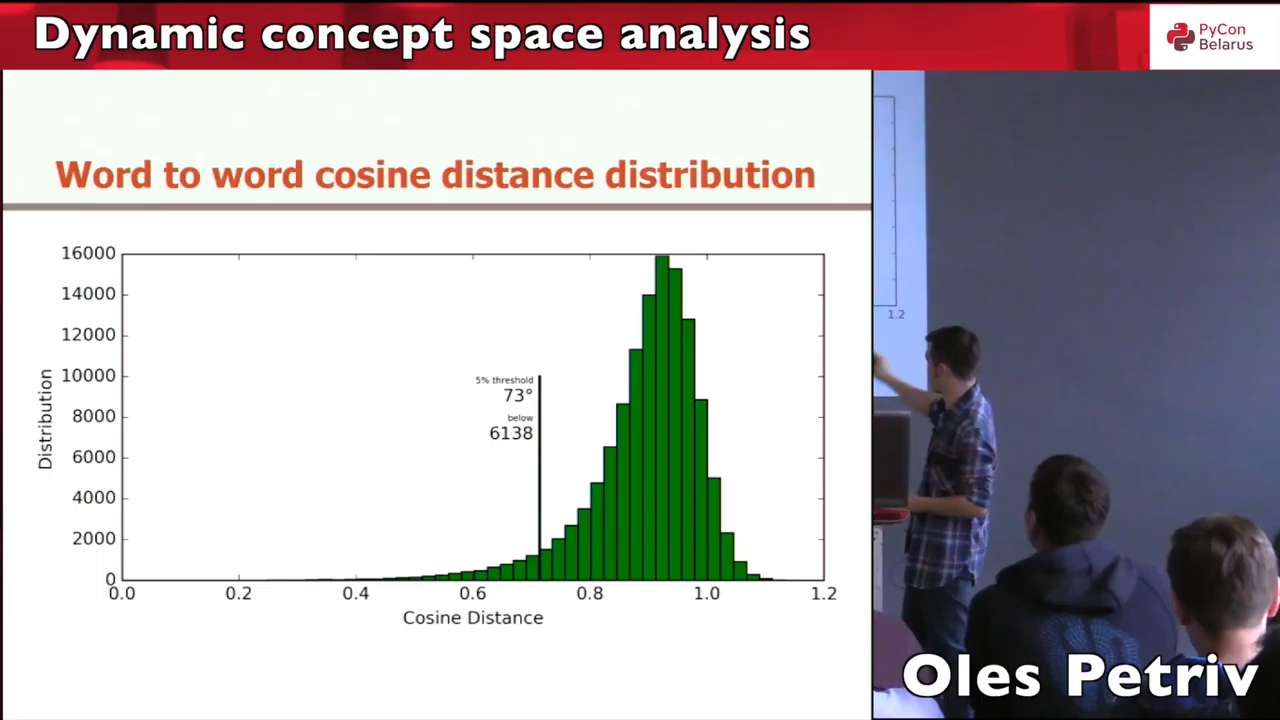 Dynamic concept space analysis
PyCon
Belarus
Word to word cosine distance distribution
16000
14000
12000
10000
8000
6000
4000
2000
0
Distribution
5% threshold
73°
below
6138
0.0 0.2 0.4 0.6 0.8 1.0 1.2
Cosine Distance
1.2
Oles Petriv